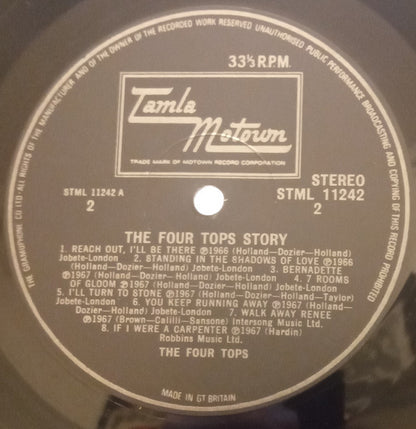 THE GRAMOPHONE CO LTD · ALL RIGHTS OF THE MANUFACTURER AND OF THE OWNER OF THE RECORDED WORK RESERVED UNAUTHORISED PUBLIC PERFORMANCE BROADCASTING AND COPYING OF THIS RECORD PROHIBITED
33⅓ R.P.M.
Tamla
Motown
TRADE MARK OF MOTOWN RECORD CORPORATION
STML 11242 A
2
STEREO
STML 11242
2
THE FOUR TOPS STORY
1. REACH OUT, I'LL BE THERE ℗1966 (Holland—Dozier—Holland)
Jobete-London 2. STANDING IN THE SHADOWS OF LOVE ℗1966
(Holland—Dozier—Holland) Jobete-London 3. BERNADETTE
℗1967 (Holland—Dozier—Holland) Jobete-London 4. 7 ROOMS
OF GLOOM ℗1967 (Holland—Dozier—Holland) Jobete-London
5. I'LL TURN TO STONE ℗1967 (Holland—Dozier—Holland—Taylor)
Jobete-London 6. YOU KEEP RUNNING AWAY ℗1967 (Holland—
Dozier—Holland) Jobete-London 7. WALK AWAY RENEE
℗1967 (Brown—Calilli—Sansone) Intersong Music Ltd.
8. IF I WERE A CARPENTER ℗1967 (Hardin)
Robbins Music Ltd.
THE FOUR TOPS
MADE IN GT BRITAIN